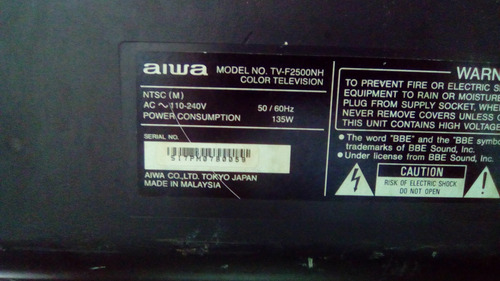 aiwa MODEL NO. TV-F2500NH
COLOR TELEVISION
NTSC (M)
AC ～ 110-240V 50 / 60Hz
POWER CONSUMPTION 135W
SERIAL NO.
AIWA CO.,LTD. TOKYO JAPAN
MADE IN MALAYSIA
WARN
TO PREVENT FIRE OR ELECTRIC S
EQUIPMENT TO RAIN OR MOISTURE
PLUG FROM SUPPLY SOCKET, WHE
NEVER REMOVE COVERS UNLESS
THIS UNIT CONTAINS HIGH VOLTAG
● The word "BBE" and the "BBE symbo
trademarks of BBE Sound, Inc.
● Under license from BBE Sound, Inc.
CAUTION
RISK OF ELECTRIC SHOCK
DO NOT OPEN